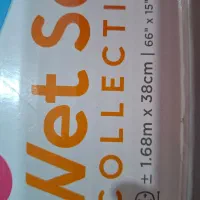 Wet S
COLLECTI
± 1.68m x 38cm | 66" x 15"